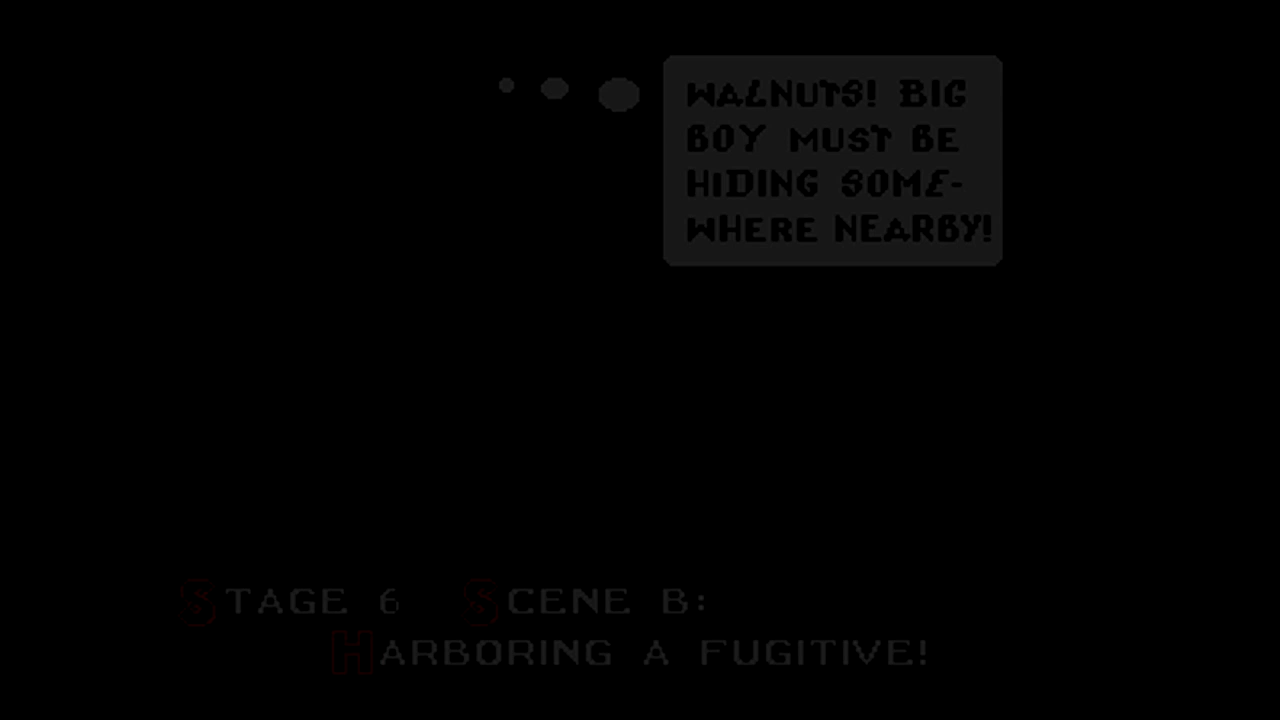 WALNUTS! BIG
BOY MUST BE
HIDING SOME-
WHERE NEARBY!
STAGE 6 SCENE B:
HARBORING A FUGITIVE!